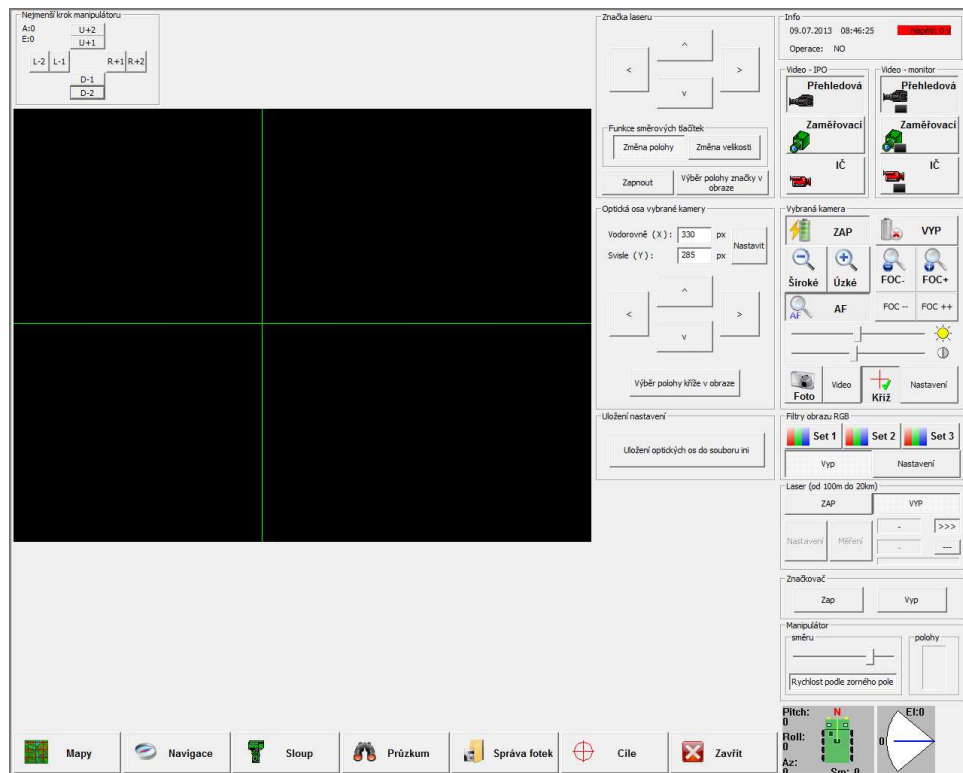 Nejmenší krok manipulátoru
A:0
E:0
U+2
U+1
L-2 L-1 R+1 R+2
D-1
D-2
Značka laseru
^
< >
v
Funkce směrových tlačítek
Změna polohy Změna velikosti
Zapnout Výběr polohy značky v obraze
Optická osa vybrané kamery
Vodorovně (X): 330 px
Svisle (Y): 285 px
Nastavit
^
< >
v
Výběr polohy kříže v obraze
Uložení nastavení
Uložení optických os do souboru ini
Info
09.07.2013 08:46:25 Napětí: 0 V
Operace: NO
Video - IPO
Přehledová
Zaměřovací
IČ
Video - monitor
Přehledová
Zaměřovací
IČ
Vybraná kamera
ZAP VYP
Široké Úzké FOC- FOC+
AF AF FOC -- FOC ++
Foto Video Kříž Nastavení
Filtry obrazu RGB
Set 1 Set 2 Set 3
Vyp Nastavení
Laser (od 100m do 20km)
ZAP VYP
Nastavení Měření
- >>>
- ---
Značkovač
Zap Vyp
Manipulátor
směru
Rychlost podle zorného pole
polohy
Pitch:
0
Roll:
0
Az:
0
N
Sm: 0
El:0
0
Mapy Navigace Sloup Průzkum Správa fotek Cíle Zavřít